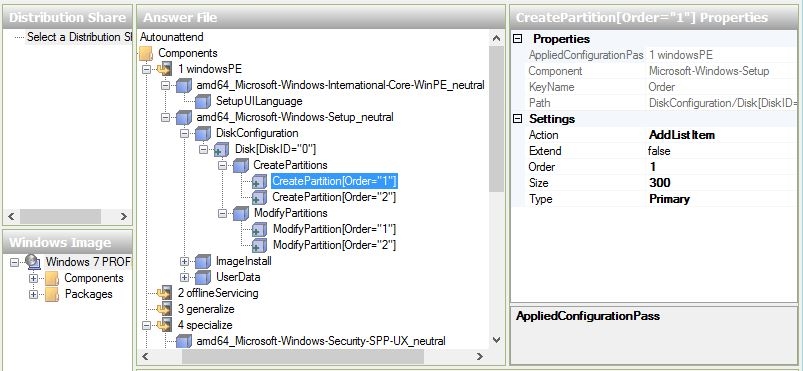 Distribution Share
Select a Distribution Sl
Windows Image
Windows 7 PROF
Components
Packages
Answer File
Autounattend
Components
1 windowsPE
amd64_Microsoft-Windows-International-Core-WinPE_neutral
SetupUILanguage
amd64_Microsoft-Windows-Setup_neutral
DiskConfiguration
Disk[DiskID="0"]
CreatePartitions
CreatePartition[Order="1"]
CreatePartition[Order="2"]
ModifyPartitions
ModifyPartition[Order="1"]
ModifyPartition[Order="2"]
ImageInstall
UserData
2 offlineServicing
3 generalize
4 specialize
amd64_Microsoft-Windows-Security-SPP-UX_neutral
CreatePartition[Order="1"] Properties
Properties
AppliedConfigurationPas 1 windowsPE
Component Microsoft-Windows-Setup
KeyName Order
Path DiskConfiguration/Disk[DiskID=
Settings
Action AddListItem
Extend false
Order 1
Size 300
Type Primary
AppliedConfigurationPass